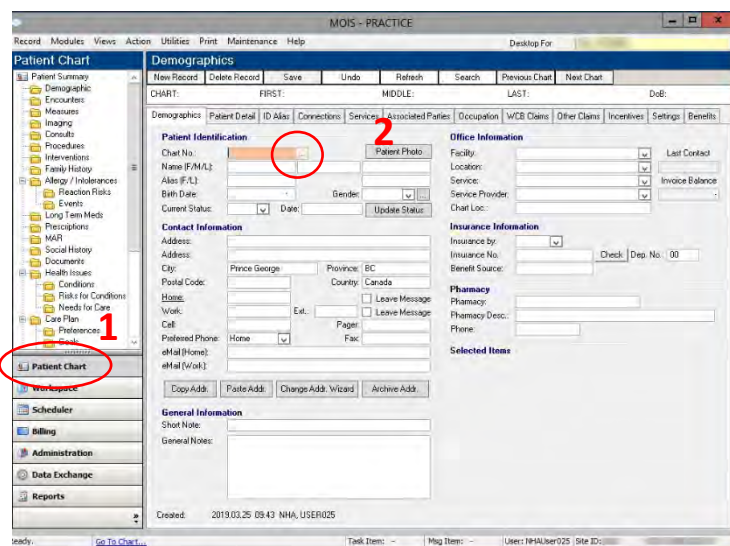 MOIS - PRACTICE
Record Modules Views Action Utilities Print Maintenance Help Desktop For
Patient Chart
Demographics
New Record Delete Record Save Undo Refresh Search Previous Chart Next Chart
CHART: FIRST: MIDDLE: LAST: DoB:
Demographics Patient Detail ID Alias Connections Services Associated Parties Occupation WCB Claims Other Claims Incentives Settings Benefits
Patient Summary
Demographic
Encounters
Measures
Imaging
Consults
Procedures
Interventions
Family History
Allergy / Intolerances
Reaction Risks
Events
Long Term Meds
Prescriptions
MAR
Social History
Documents
Health Issues
Conditions
Risks for Conditions
Needs for Care
Care Plan
Preferences
Goals
1
Patient Chart
Workspace
Scheduler
Billing
Administration
Data Exchange
Reports
Patient Identification
2
Chart No.: Patient Photo
Name (F/M/L):
Alias (F/L):
Birth Date: Gender:
Current Status: Date: Update Status
Contact Information
Address:
Address:
City: Prince George Province: BC
Postal Code: Country: Canada
Home: Leave Message
Work: Ext.: Leave Message
Cell: Pager:
Preferred Phone: Home Fax:
eMail (Home):
eMail (Work):
Copy Addr. Paste Addr. Change Addr. Wizard Archive Addr.
General Information
Short Note:
General Notes:
Created: 2019.03.25 09:43 NHA, USER025
Office Information
Facility: Last Contact
Location:
Service: Invoice Balance
Service Provider:
Chart Loc.:
Insurance Information
Insurance by:
Insurance No. Check Dep. No. 00
Benefit Source:
Pharmacy
Pharmacy:
Pharmacy Desc.:
Phone:
Selected Items
Ready. Go To Chart... Task Item: - Msg Item: - User: NHAUser025 Site ID: